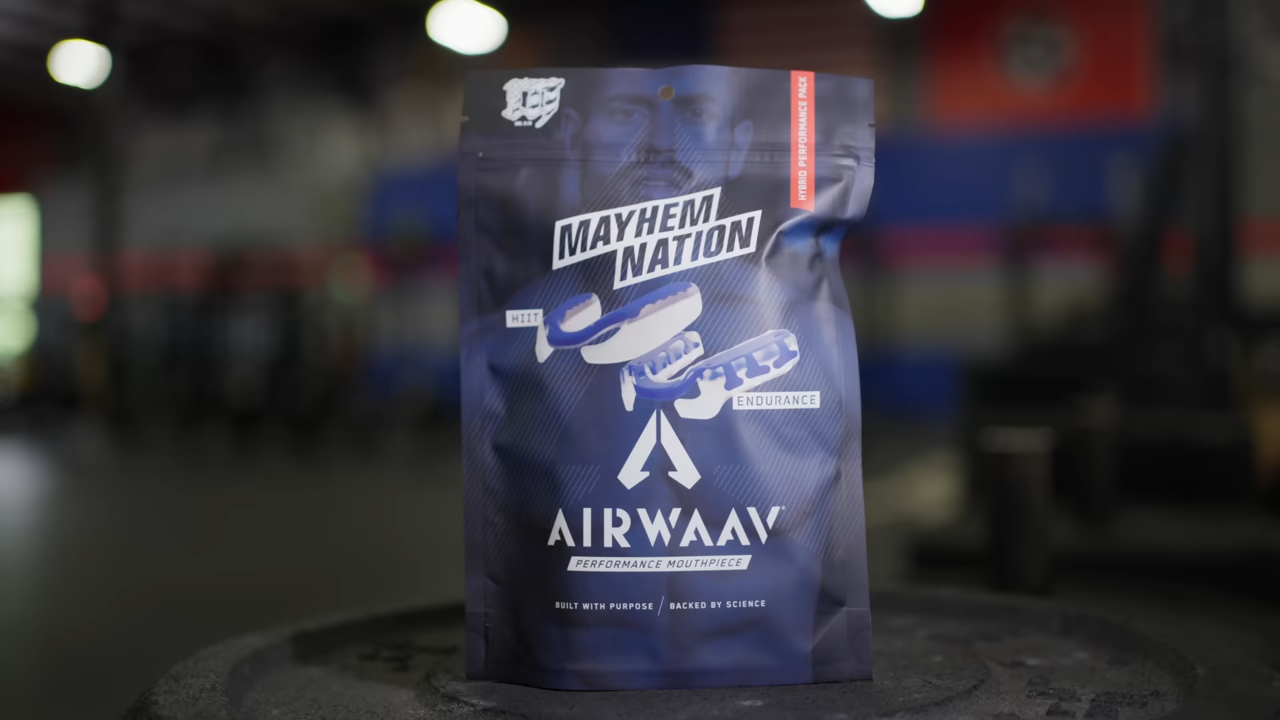 HYBRID PERFORMANCE PACK
MAYHEM
NATION
HIIT
ENDURANCE
AIRWAAV
PERFORMANCE MOUTHPIECE
BUILT WITH PURPOSE / BACKED BY SCIENCE